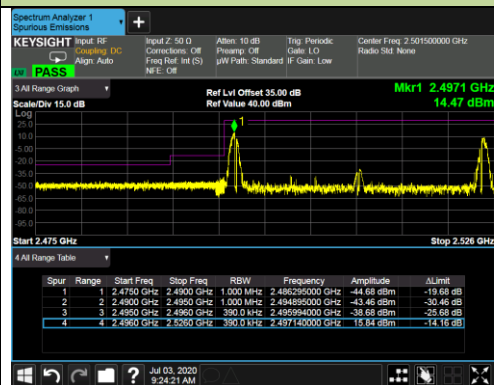 Spectrum Analyzer 1
Spurious Emissions
KEYSIGHT Input: RF Input Z: 50 Ω Atten: 10 dB Trig: Periodic Center Freq: 2.501500000 GHz
Coupling: DC Corrections: Off Preamp: Off Gate: LO Radio Std: None
Align: Auto Freq Ref: Int (S) µW Path: Standard IF Gain: Low
NFE: Off
PASS
3 All Range Graph
Ref Lvl Offset 35.00 dB Mkr1 2.4971 GHz
Scale/Div 15.0 dB Ref Value 40.00 dBm 14.47 dBm
Log
25.0
10.0
-5.00
-20.0
-35.0
-50.0
-65.0
-80.0
-95.0
1
Start 2.475 GHz Stop 2.526 GHz
4 All Range Table
Spur Range Start Freq Stop Freq RBW Frequency Amplitude ΔLimit
1 1 2.4750 GHz 2.4900 GHz 1.000 MHz 2.486295000 GHz -44.68 dBm -19.68 dB
2 2 2.4900 GHz 2.4950 GHz 1.000 MHz 2.494895000 GHz -43.46 dBm -30.46 dB
3 3 2.4950 GHz 2.4960 GHz 390.0 kHz 2.495994000 GHz -38.68 dBm -25.68 dB
4 4 2.4960 GHz 2.5260 GHz 390.0 kHz 2.497140000 GHz 15.84 dBm -14.16 dB
?
Jul 03, 2020
9:24:21 AM